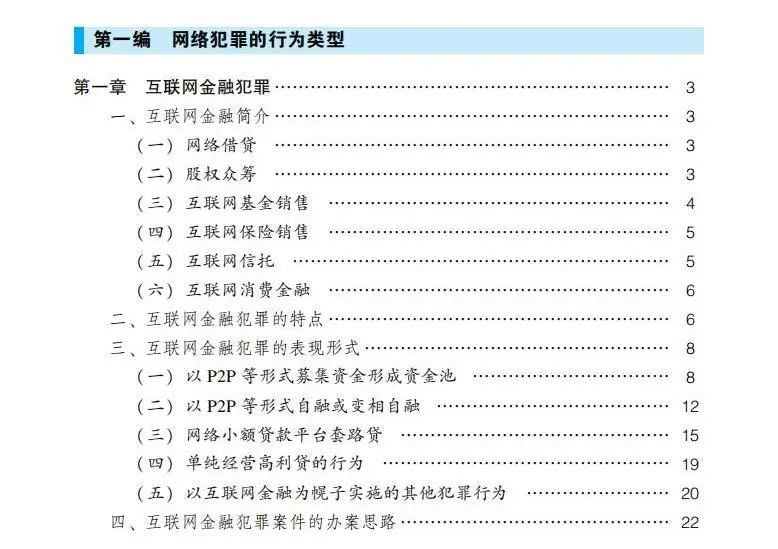 第一编 网络犯罪的行为类型
第一章 互联网金融犯罪………………………………………… 3
一、互联网金融简介………………………………………… 3
（一）网络借贷………………………………………… 3
（二）股权众筹………………………………………… 3
（三）互联网基金销售………………………………………… 4
（四）互联网保险销售………………………………………… 5
（五）互联网信托………………………………………… 5
（六）互联网消费金融………………………………………… 6
二、互联网金融犯罪的特点………………………………………… 6
三、互联网金融犯罪的表现形式………………………………………… 8
（一）以 P2P 等形式募集资金形成资金池………………………… 8
（二）以 P2P 等形式自融或变相自融………………………… 12
（三）网络小额贷款平台套路贷………………………… 15
（四）单纯经营高利贷的行为………………………… 19
（五）以互联网金融为幌子实施的其他犯罪行为………………… 20
四、互联网金融犯罪案件的办案思路………………………… 22